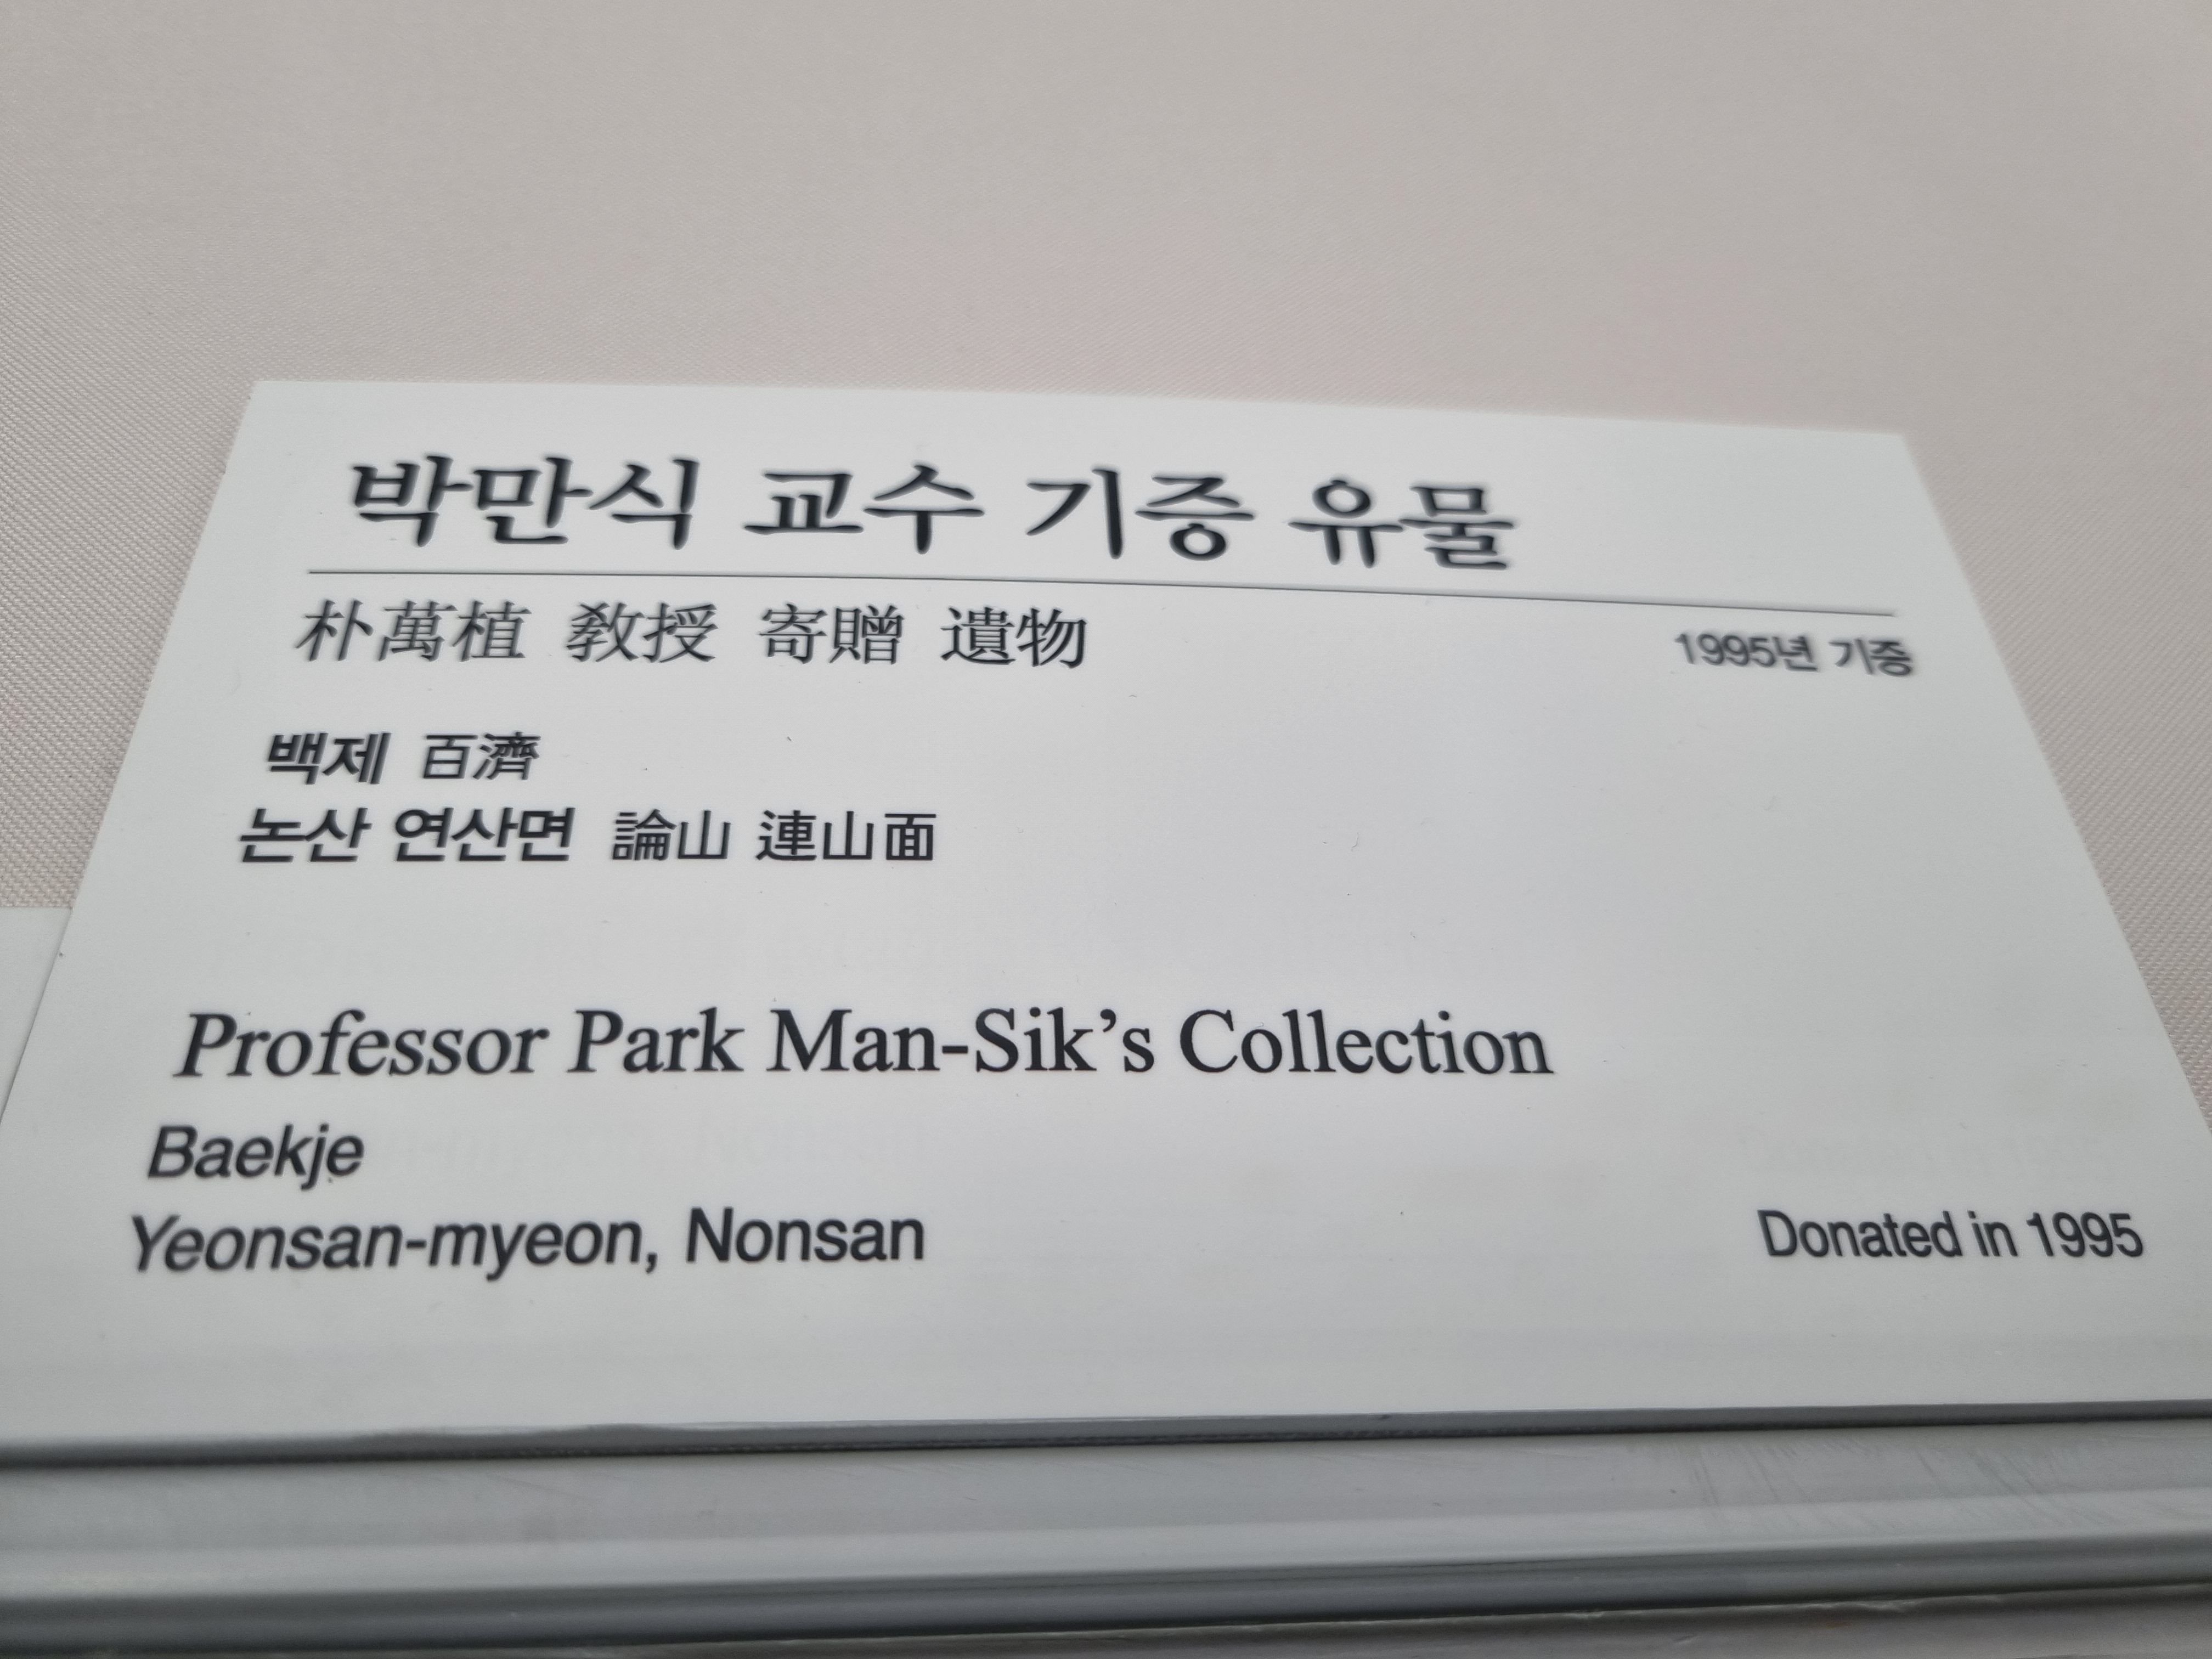 박만식 교수 기증 유물
朴萬植 敎授 寄贈 遺物
1995년 기증
백제 百濟
논산 연산면 論山 連山面
Professor Park Man-Sik’s Collection
Baekje
Yeonsan-myeon, Nonsan
Donated in 1995